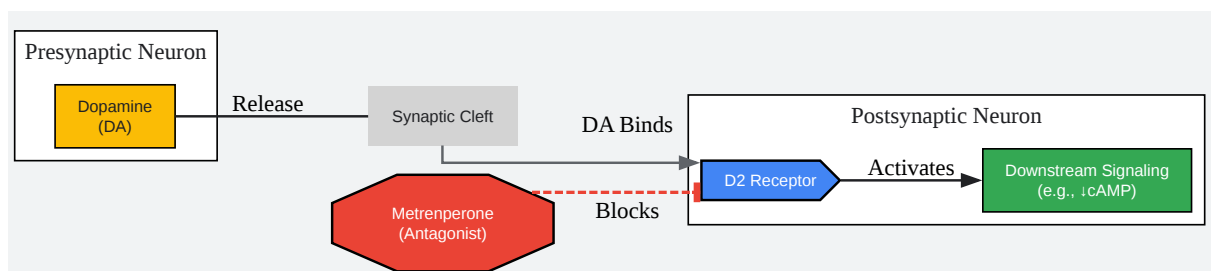 Presynaptic Neuron
Dopamine
(DA)
Release
Synaptic Cleft
DA Binds
Postsynaptic Neuron
D2 Receptor
Activates
Downstream Signaling
(e.g., ↓cAMP)
Metrenperone
(Antagonist)
Blocks